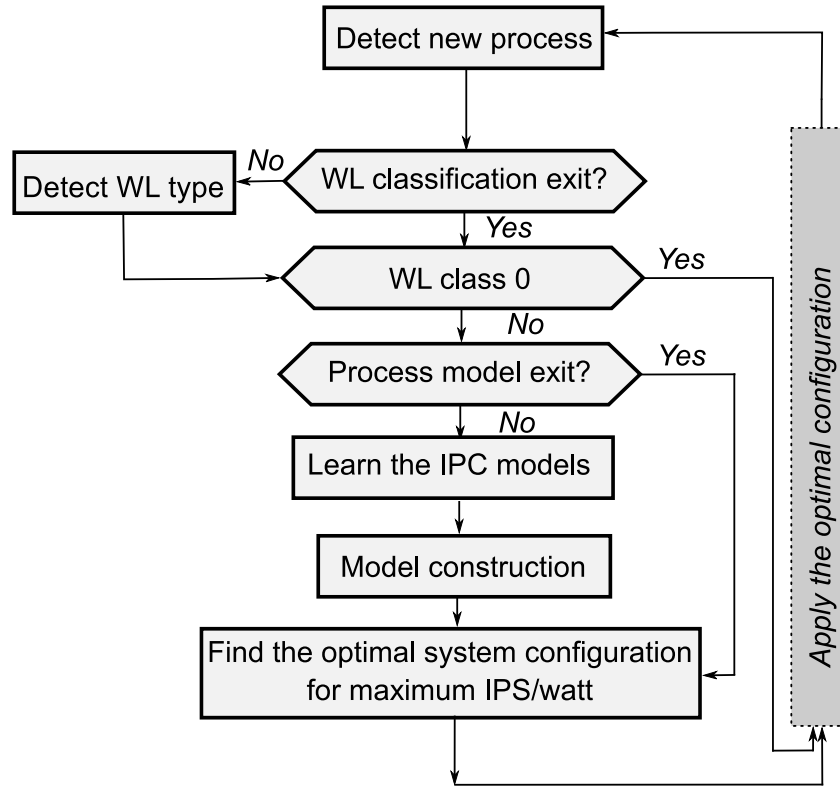 Detect new process
No
WL classification exit?
Detect WL type
Yes
WL class 0
Yes
No
Process model exit?
Yes
No
Learn the IPC models
Model construction
Find the optimal system configuration
for maximum IPS/watt
Apply the optimal configuration